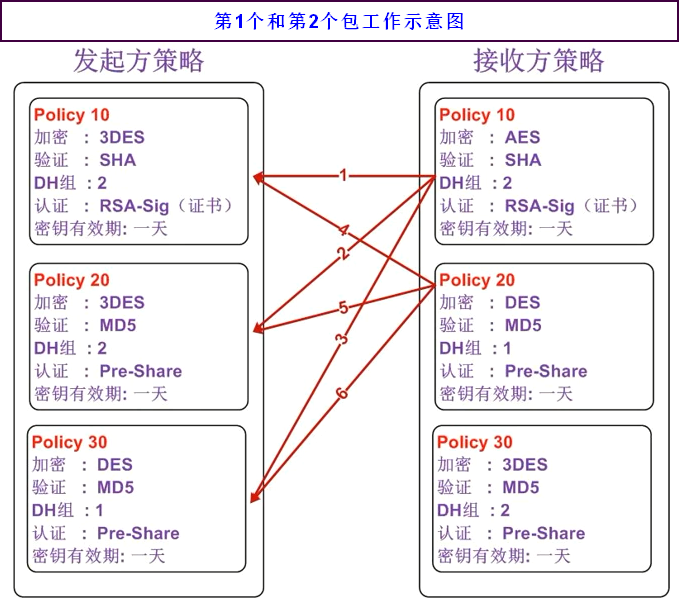 第1个和第2个包工作示意图
发起方策略
Policy 10
加密 : 3DES
验证 : SHA
DH组 : 2
认证 : RSA-Sig（证书）
密钥有效期: 一天
Policy 20
加密 : 3DES
验证 : MD5
DH组 : 2
认证 : Pre-Share
密钥有效期: 一天
Policy 30
加密 : DES
验证 : MD5
DH组 : 1
认证 : Pre-Share
密钥有效期: 一天
1
4
2
5
3
6
接收方策略
Policy 10
加密 : AES
验证 : SHA
DH组 : 2
认证 : RSA-Sig（证书）
密钥有效期: 一天
Policy 20
加密 : DES
验证 : MD5
DH组 : 1
认证 : Pre-Share
密钥有效期: 一天
Policy 30
加密 : 3DES
验证 : MD5
DH组 : 2
认证 : Pre-Share
密钥有效期: 一天